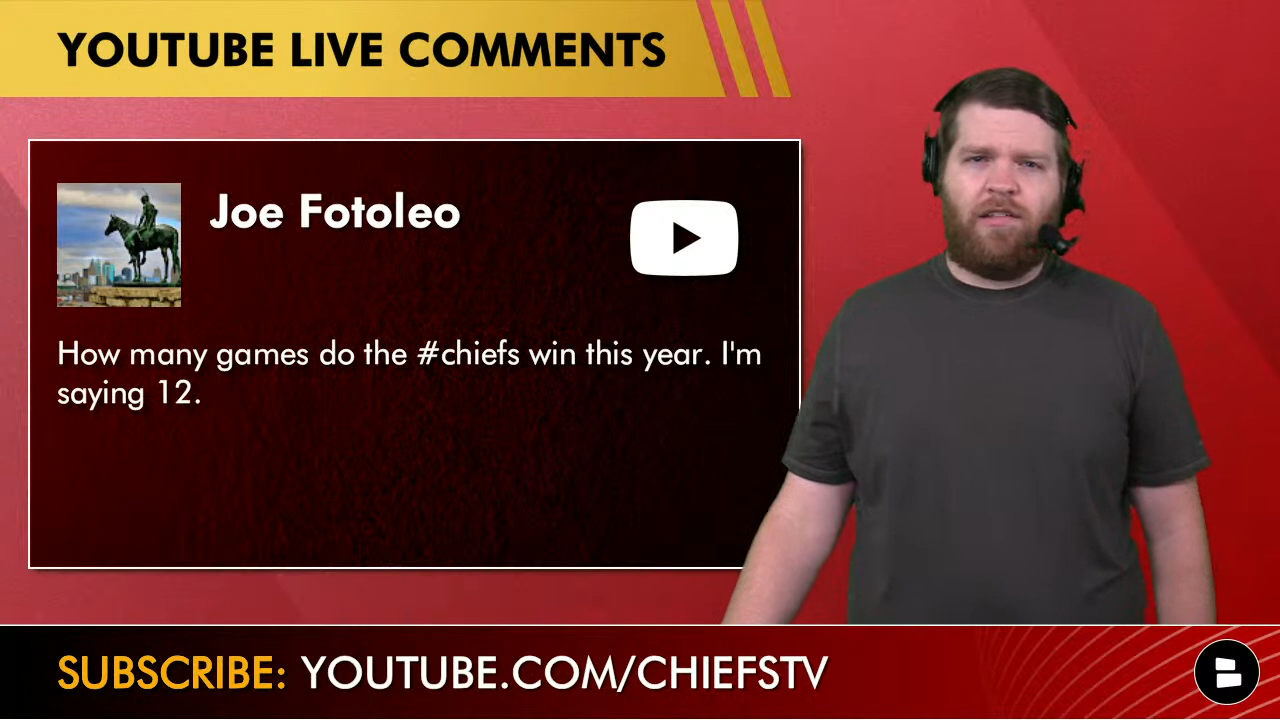 YOUTUBE LIVE COMMENTS
Joe Fotoleo
How many games do the #chiefs win this year. I'm
saying 12.
SUBSCRIBE: YOUTUBE.COM/CHIEFSTV